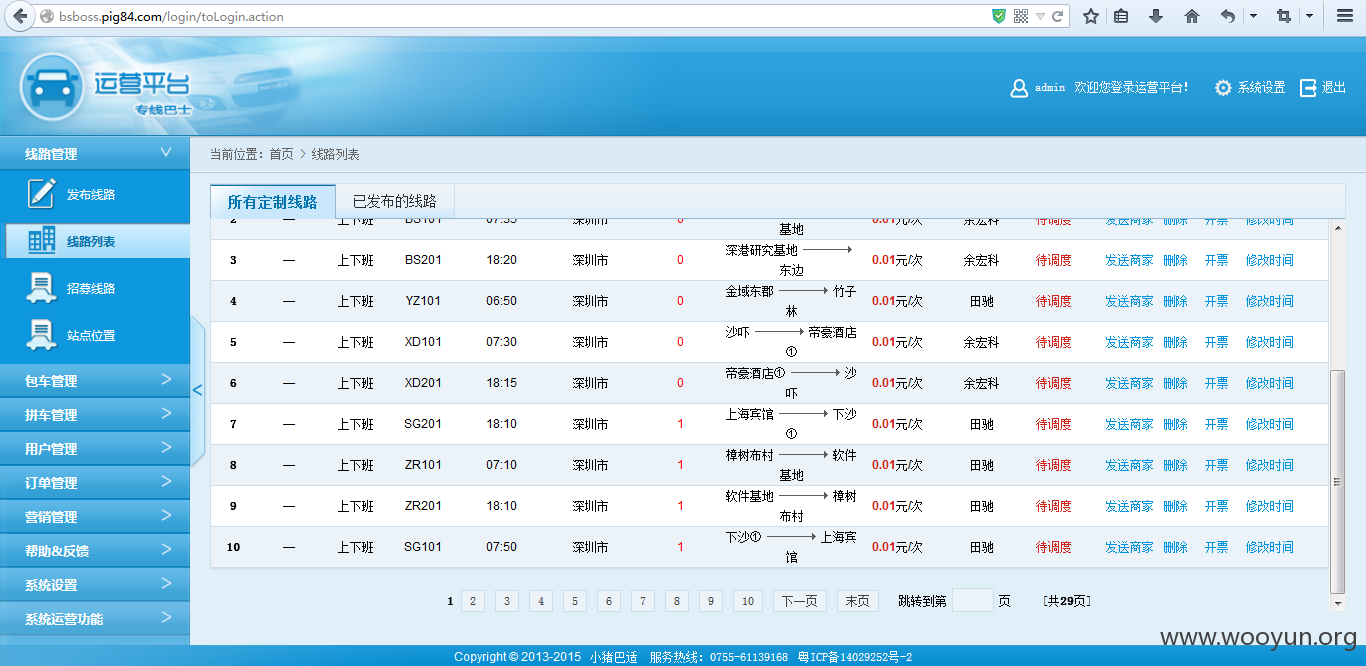 bsboss.pig84.com/login/toLogin.action
运营平台
专线巴士
admin 欢迎您登录运营平台! 系统设置 退出
线路管理
发布线路
线路列表
招募线路
站点位置
包车管理
拼车管理
用户管理
订单管理
营销管理
帮助&反馈
系统设置
系统运营功能
当前位置：首页 > 线路列表
所有定制线路 已发布的线路
2 — 上下班 BS101 07:35 深圳市 0 基地 0.01元/次 余宏科 待调度 发送商家 删除 开票 修改时间
3 — 上下班 BS201 18:20 深圳市 0 深港研究基地 → 东边 0.01元/次 余宏科 待调度 发送商家 删除 开票 修改时间
4 — 上下班 YZ101 06:50 深圳市 0 金域东郡 → 竹子林 0.01元/次 田驰 待调度 发送商家 删除 开票 修改时间
5 — 上下班 XD101 07:30 深圳市 0 沙吓 → 帝豪酒店① 0.01元/次 余宏科 待调度 发送商家 删除 开票 修改时间
6 — 上下班 XD201 18:15 深圳市 0 帝豪酒店① → 沙吓 0.01元/次 余宏科 待调度 发送商家 删除 开票 修改时间
7 — 上下班 SG201 18:10 深圳市 1 上海宾馆 → 下沙① 0.01元/次 田驰 待调度 发送商家 删除 开票 修改时间
8 — 上下班 ZR101 07:10 深圳市 1 樟树布村 → 软件基地 0.01元/次 田驰 待调度 发送商家 删除 开票 修改时间
9 — 上下班 ZR201 18:10 深圳市 1 软件基地 → 樟树布村 0.01元/次 田驰 待调度 发送商家 删除 开票 修改时间
10 — 上下班 SG101 07:50 深圳市 1 下沙① → 上海宾馆 0.01元/次 田驰 待调度 发送商家 删除 开票 修改时间
1 2 3 4 5 6 7 8 9 10 下一页 末页 跳转到第 页 [共29页]
www.wooyun.org
Copyright © 2013-2015 小猪巴适 服务热线：0755-61139168 粤ICP备14029252号-2